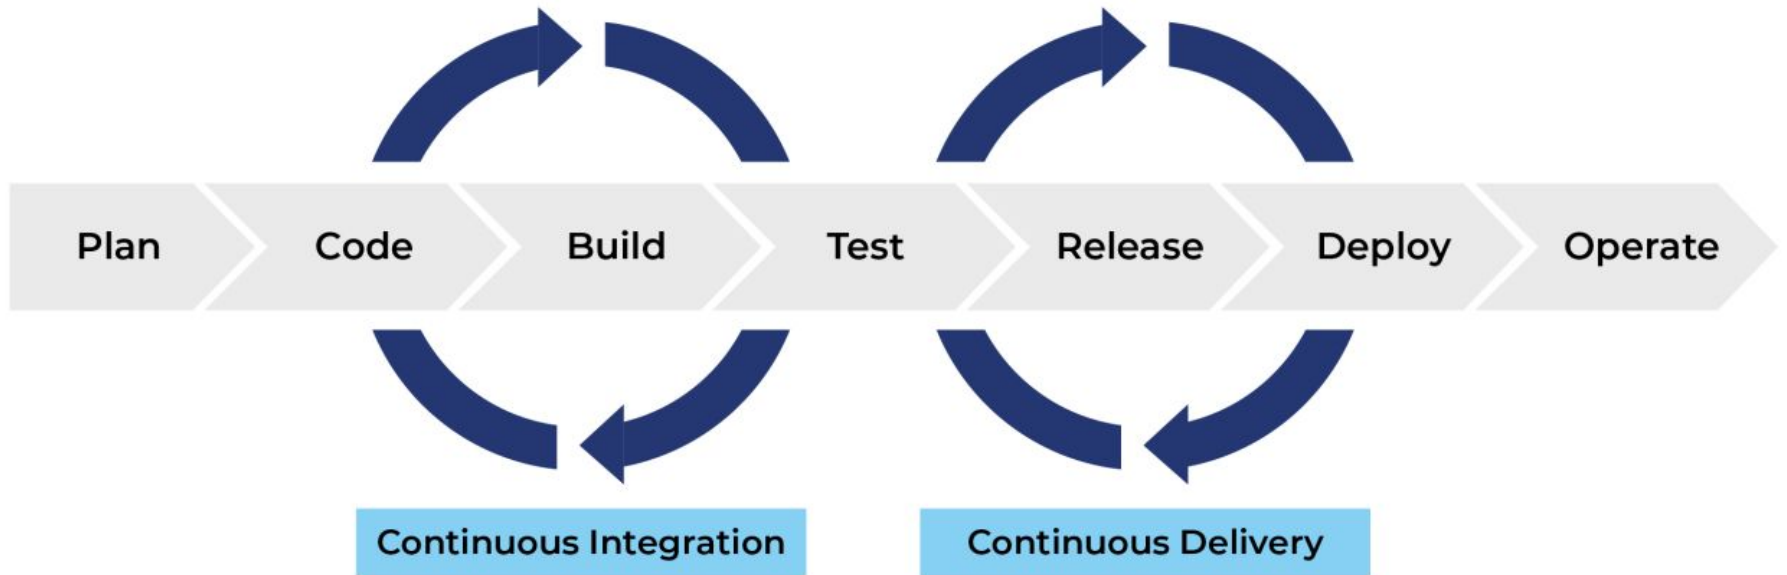 Plan
Code
Build
Test
Release
Deploy
Operate
Continuous Integration
Continuous Delivery